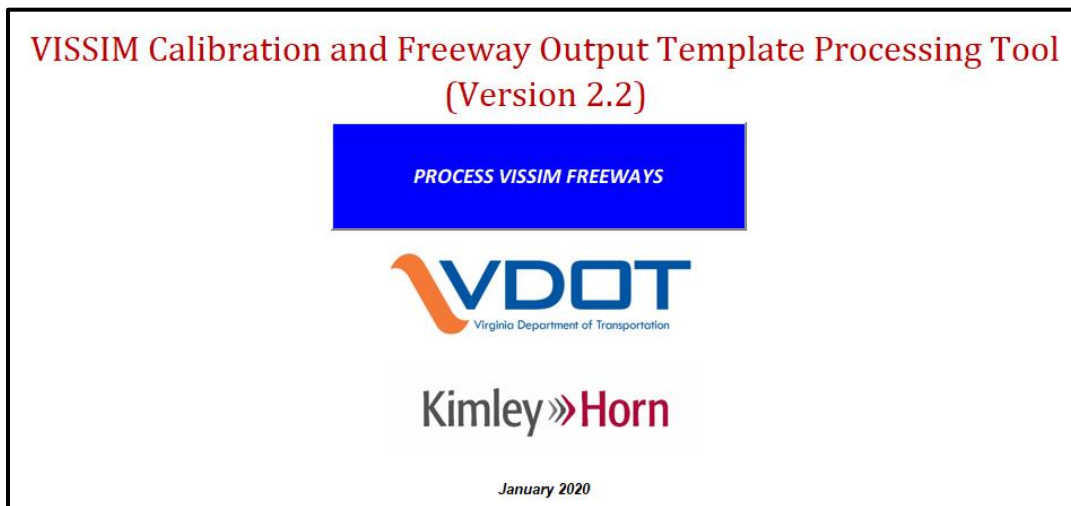 VISSIM Calibration and Freeway Output Template Processing Tool
(Version 2.2)
PROCESS VISSIM FREEWAYS
VDOT
Virginia Department of Transportation
Kimley»Horn
January 2020